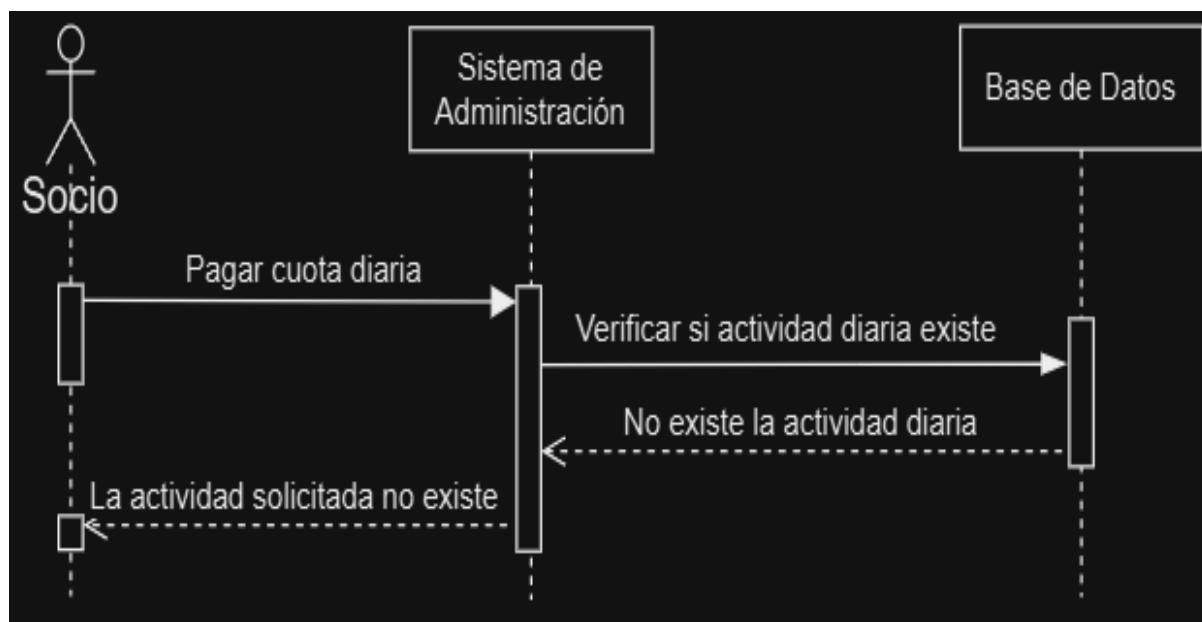 Sistema de
Administración
Base de Datos
Socio
Pagar cuota diaria
Verificar si actividad diaria existe
No existe la actividad diaria
La actividad solicitada no existe